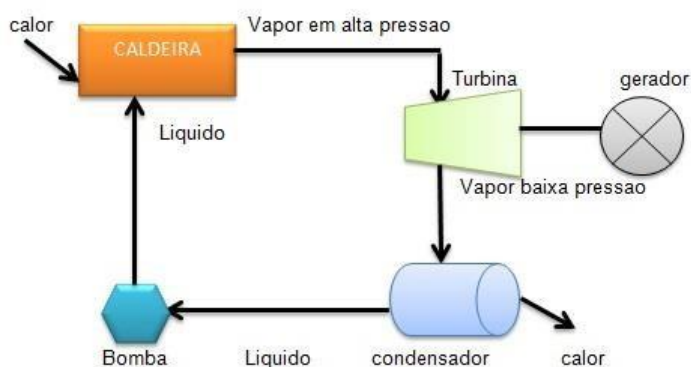 calor
Vapor em alta pressao
CALDEIRA
Turbina
gerador
Liquido
Vapor baixa pressao
Bomba
Liquido
condensador
calor